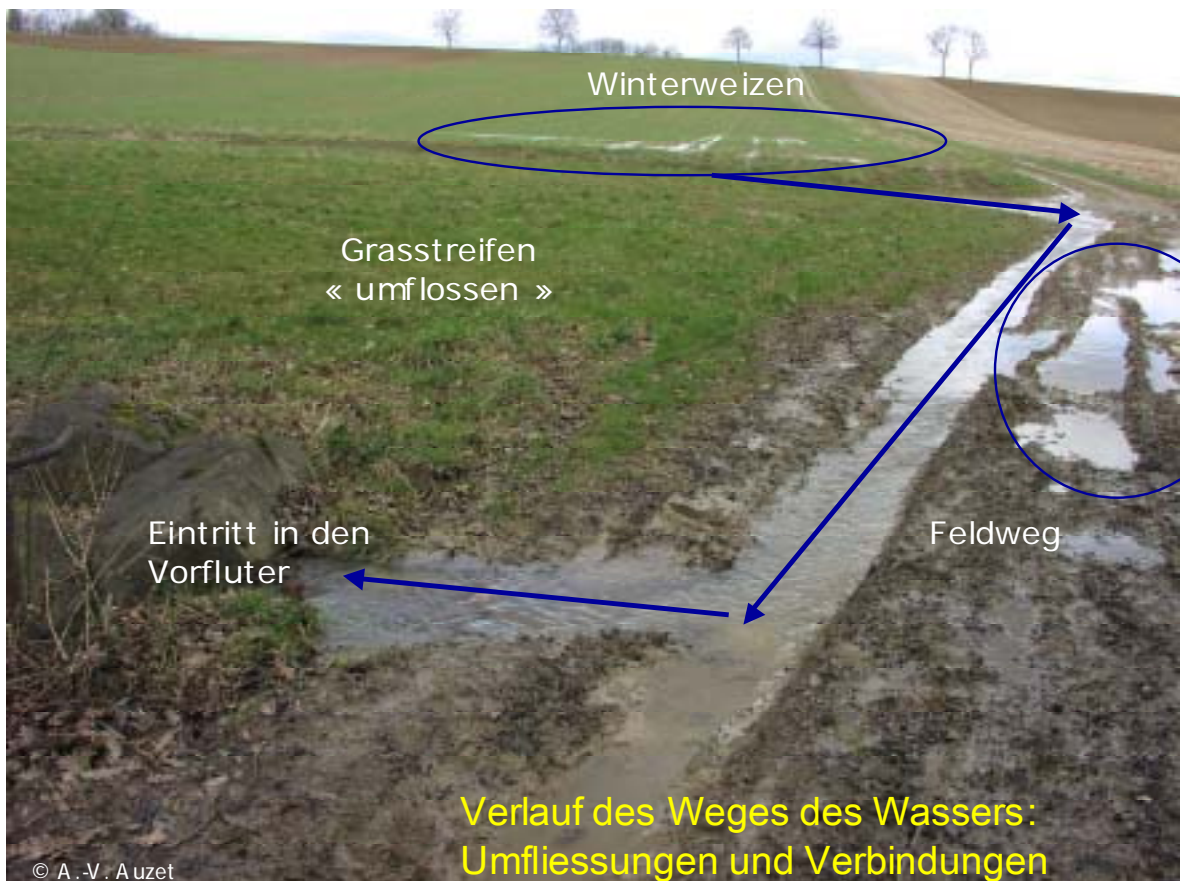 Winterweizen
Grasstreifen
« umflossen »
Eintritt in den
Vorfluter
Feldweg
Verlauf des Weges des Wassers:
Umfliessungen und Verbindungen
© A.-V. Auzet